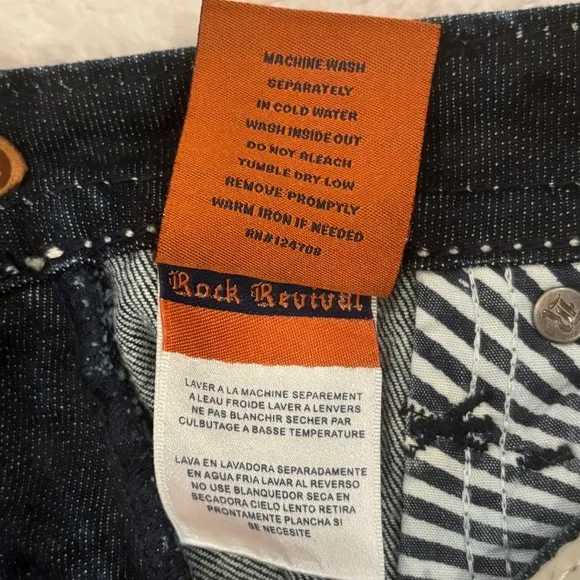 MACHINE WASH
SEPARATELY
IN COLD WATER
WASH INSIDE OUT
DO NOT ALEACH
TUMBLE DRY LOW
REMOVE PROMPTLY
WARM IRON IF NEEDED
RN#124708
Rock Revival
LAVER A LA MACHINE SEPAREMENT
A LEAU FROIDE LAVER A LENVERS
NE PAS BLANCHIR SECHER PAR
CULBUTAGE A BASSE TEMPERATURE
LAVA EN LAVADORA SEPARADAMENTE
EN AGUA FRIA LAVAR AL REVERSO
NO USE BLANQUEDOR SECA EN
SECADORA CIELO LENTO RETIRA
PRONTAMENTE PLANCHA SI
SE NECESITE